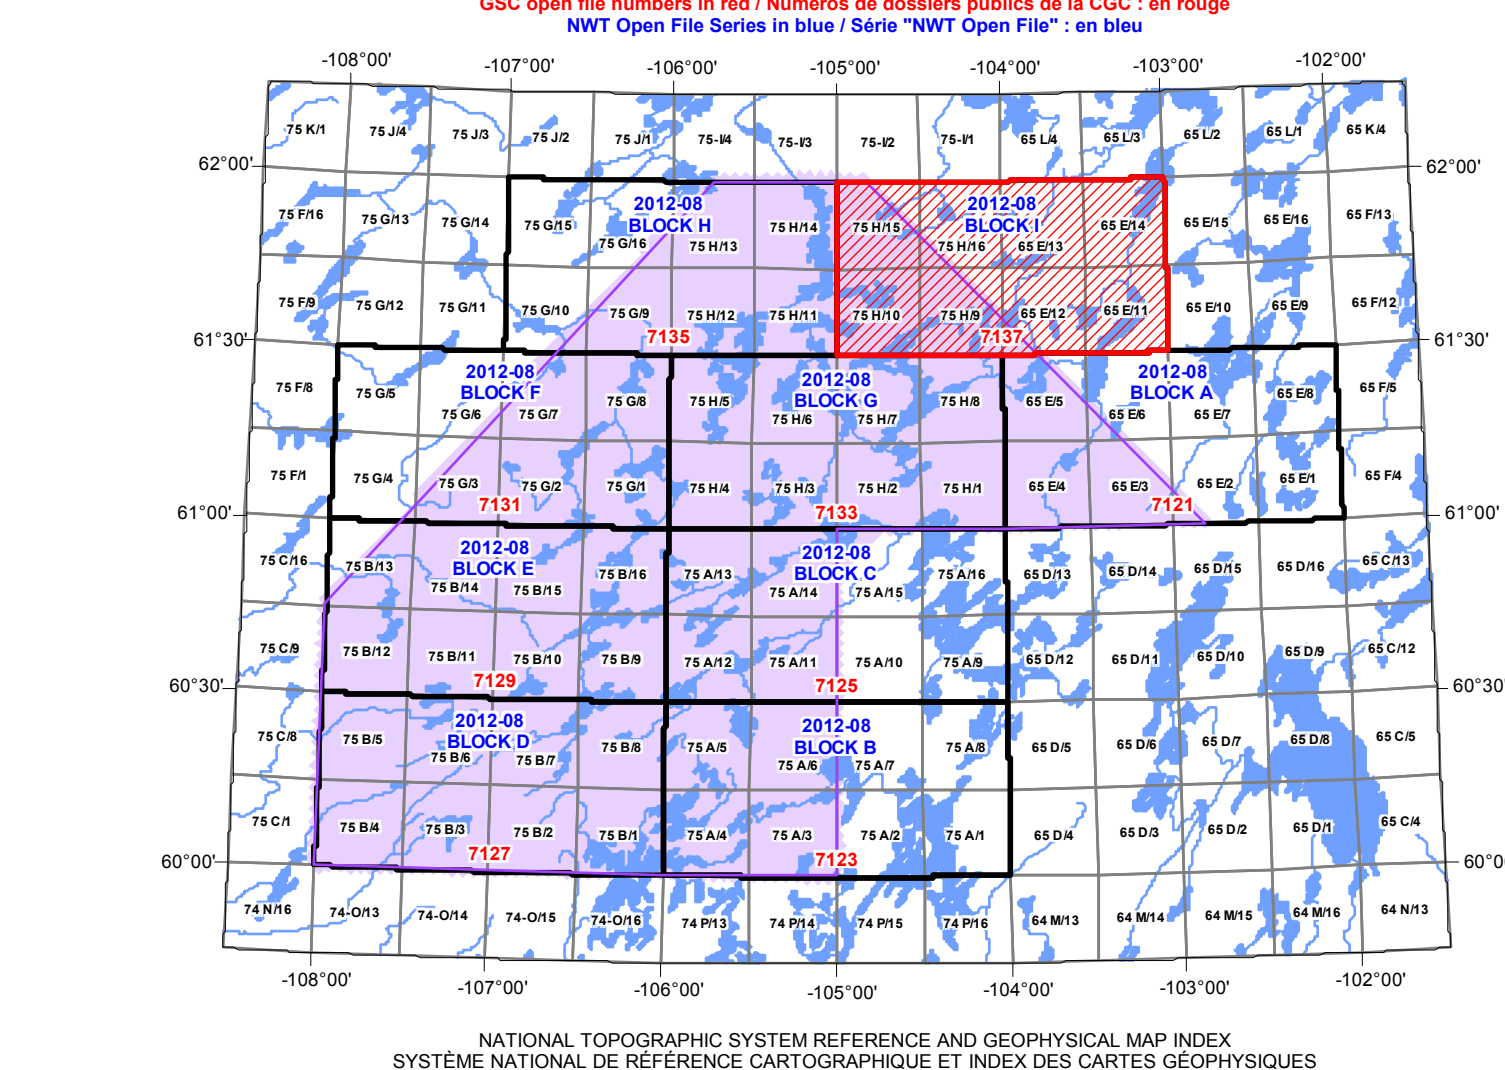 GSC open file numbers in red / Numéros de dossiers publics de la CGC : en rouge
NWT Open File Series in blue / Série "NWT Open File" : en bleu
-108°00' -107°00' -106°00' -105°00' -104°00' -103°00' -102°00'
75 K/1 75 J/4 75 J/3 75 J/2 75 J/1 75-I/4 75-I/3 75-I/2 75-I/1 65 L/4 65 L/3 65 L/2 65 L/1 65 K/4
62°00' 62°00'
2012-08 2012-08
BLOCK H BLOCK I
75 F/16 75 G/13 75 G/14 75 G/15 75 G/16 75 H/13 75 H/14 75 H/15 75 H/16 65 E/13 65 E/14 65 E/15 65 E/16 65 F/13
75 F/9 75 G/12 75 G/11 75 G/10 75 G/9 75 H/12 75 H/11 75 H/10 75 H/9 65 E/12 65 E/11 65 E/10 65 E/9 65 F/12
61°30' 7135 7137 61°30'
2012-08 2012-08 2012-08
BLOCK F BLOCK G BLOCK A
75 F/8 75 G/5 75 G/6 75 G/7 75 G/8 75 H/5 75 H/6 75 H/7 75 H/8 65 E/5 65 E/6 65 E/7 65 E/8 65 F/5
75 F/1 75 G/4 75 G/3 75 G/2 75 G/1 75 H/4 75 H/3 75 H/2 75 H/1 65 E/4 65 E/3 65 E/2 65 E/1 65 F/4
61°00' 7131 7133 7121 61°00'
2012-08 2012-08
BLOCK E BLOCK C
75 C/16 75 B/13 75 B/14 75 B/15 75 B/16 75 A/13 75 A/14 75 A/15 75 A/16 65 D/13 65 D/14 65 D/15 65 D/16 65 C/13
75 C/9 75 B/12 75 B/11 75 B/10 75 B/9 75 A/12 75 A/11 75 A/10 75 A/9 65 D/12 65 D/11 65 D/10 65 D/9 65 C/12
60°30' 7129 7125 60°30'
2012-08 2012-08
BLOCK D BLOCK B
75 C/8 75 B/5 75 B/6 75 B/7 75 B/8 75 A/5 75 A/6 75 A/7 75 A/8 65 D/5 65 D/6 65 D/7 65 D/8 65 C/5
75 C/1 75 B/4 75 B/3 75 B/2 75 B/1 75 A/4 75 A/3 75 A/2 75 A/1 65 D/4 65 D/3 65 D/2 65 D/1 65 C/4
60°00' 7127 7123 60°00
74 N/16 74-O/13 74-O/14 74-O/15 74-O/16 74 P/13 74 P/14 74 P/15 74 P/16 64 M/13 64 M/14 64 M/15 64 M/16 64 N/13
-108°00' -107°00' -106°00' -105°00' -104°00' -103°00' -102°00'
NATIONAL TOPOGRAPHIC SYSTEM REFERENCE AND GEOPHYSICAL MAP INDEX
SYSTÈME NATIONAL DE RÉFÉRENCE CARTOGRAPHIQUE ET INDEX DES CARTES GÉOPHYSIQUES